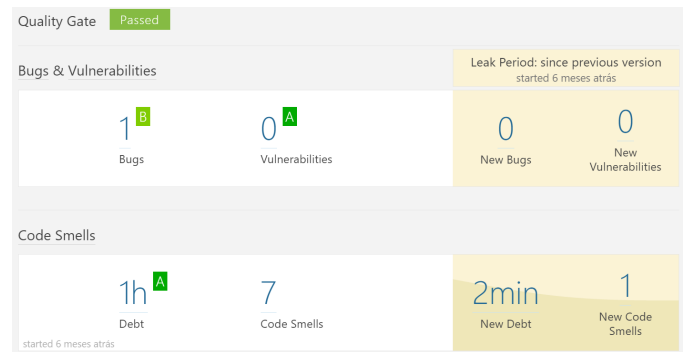 Quality Gate Passed
Bugs & Vulnerabilities
Leak Period: since previous version
started 6 meses atrás
1 B
Bugs
0 A
Vulnerabilities
0
New Bugs
0
New
Vulnerabilities
Code Smells
1h A
Debt
7
Code Smells
2min
New Debt
1
New Code
Smells
started 6 meses atrás